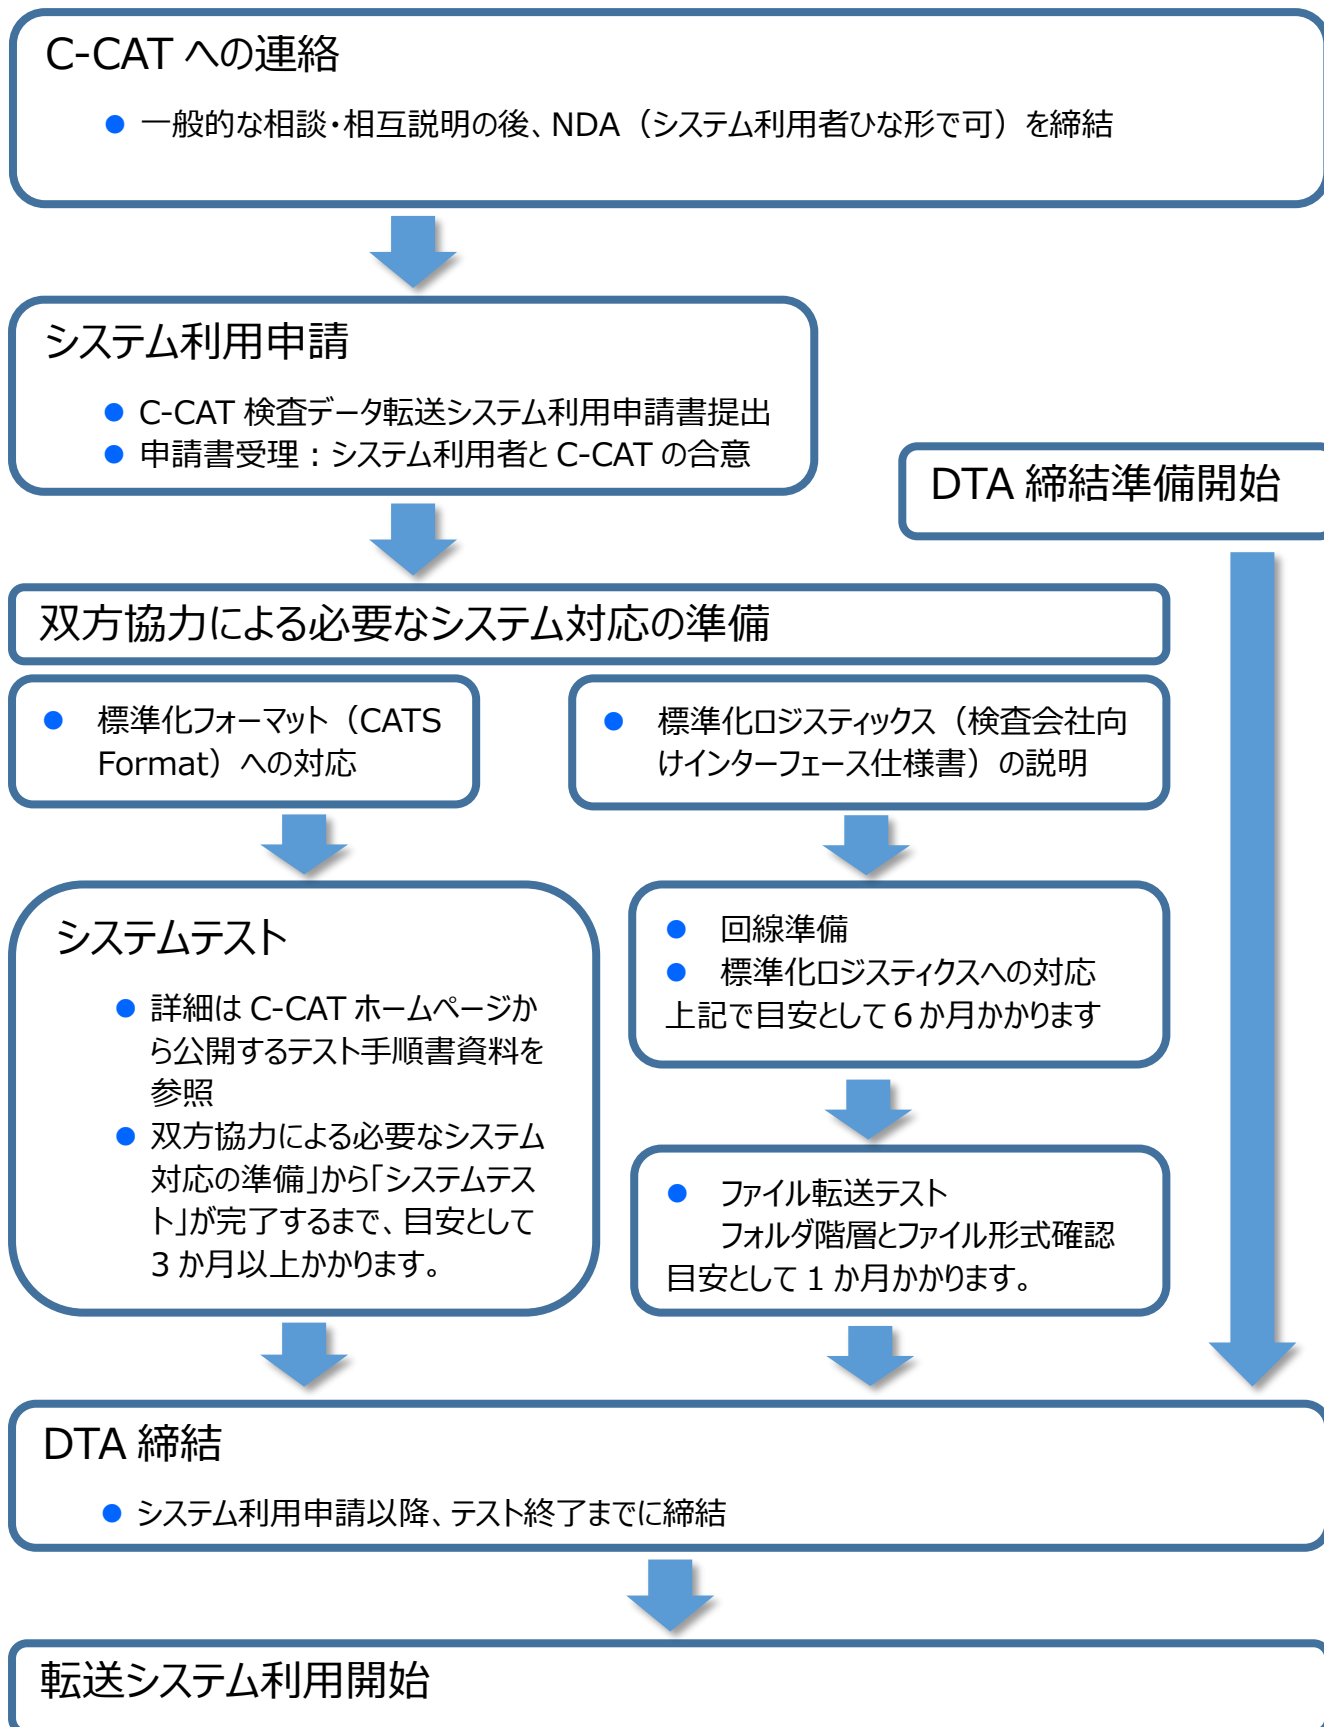 C-CAT への連絡
● 一般的な相談・相互説明の後、NDA（システム利用者ひな形で可）を締結
システム利用申請
● C-CAT 検査データ転送システム利用申請書提出
● 申請書受理：システム利用者と C-CAT の合意
DTA 締結準備開始
双方協力による必要なシステム対応の準備
● 標準化フォーマット（CATS
Format）への対応
● 標準化ロジスティックス（検査会社向
けインターフェース仕様書）の説明
システムテスト
● 詳細は C-CAT ホームページか
ら公開するテスト手順書資料を
参照
● 双方協力による必要なシステム
対応の準備」から「システムテス
ト」が完了するまで、目安として
3 か月以上かかります。
● 回線準備
● 標準化ロジスティクスへの対応
上記で目安として 6 か月かかります
● ファイル転送テスト
フォルダ階層とファイル形式確認
目安として 1 か月かかります。
DTA 締結
● システム利用申請以降、テスト終了までに締結
転送システム利用開始